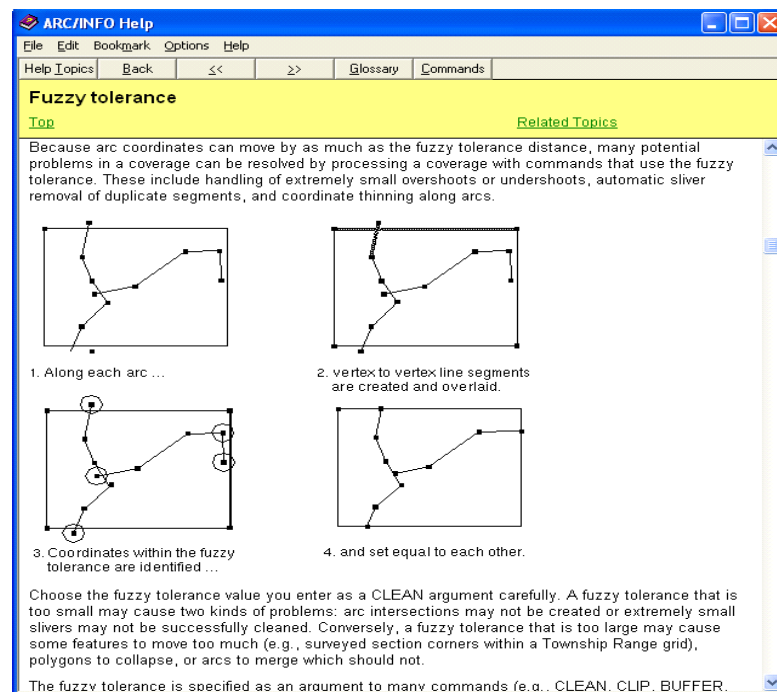 ARC/INFO Help
File Edit Bookmark Options Help
Help Topics Back << >> Glossary Commands
Fuzzy tolerance
Top Related Topics
Because arc coordinates can move by as much as the fuzzy tolerance distance, many potential
problems in a coverage can be resolved by processing a coverage with commands that use the fuzzy
tolerance. These include handling of extremely small overshoots or undershoots, automatic sliver
removal of duplicate segments, and coordinate thinning along arcs.
1. Along each arc ...
2. vertex to vertex line segments
are created and overlaid.
3. Coordinates within the fuzzy
tolerance are identified ...
4. and set equal to each other.
Choose the fuzzy tolerance value you enter as a CLEAN argument carefully. A fuzzy tolerance that is
too small may cause two kinds of problems: arc intersections may not be created or extremely small
slivers may not be successfully cleaned. Conversely, a fuzzy tolerance that is too large may cause
some features to move too much (e.g., surveyed section corners within a Township Range grid),
polygons to collapse, or arcs to merge which should not.
The fuzzy tolerance is specified as an argument to many commands (e.g., CLEAN, CLIP, BUFFER,